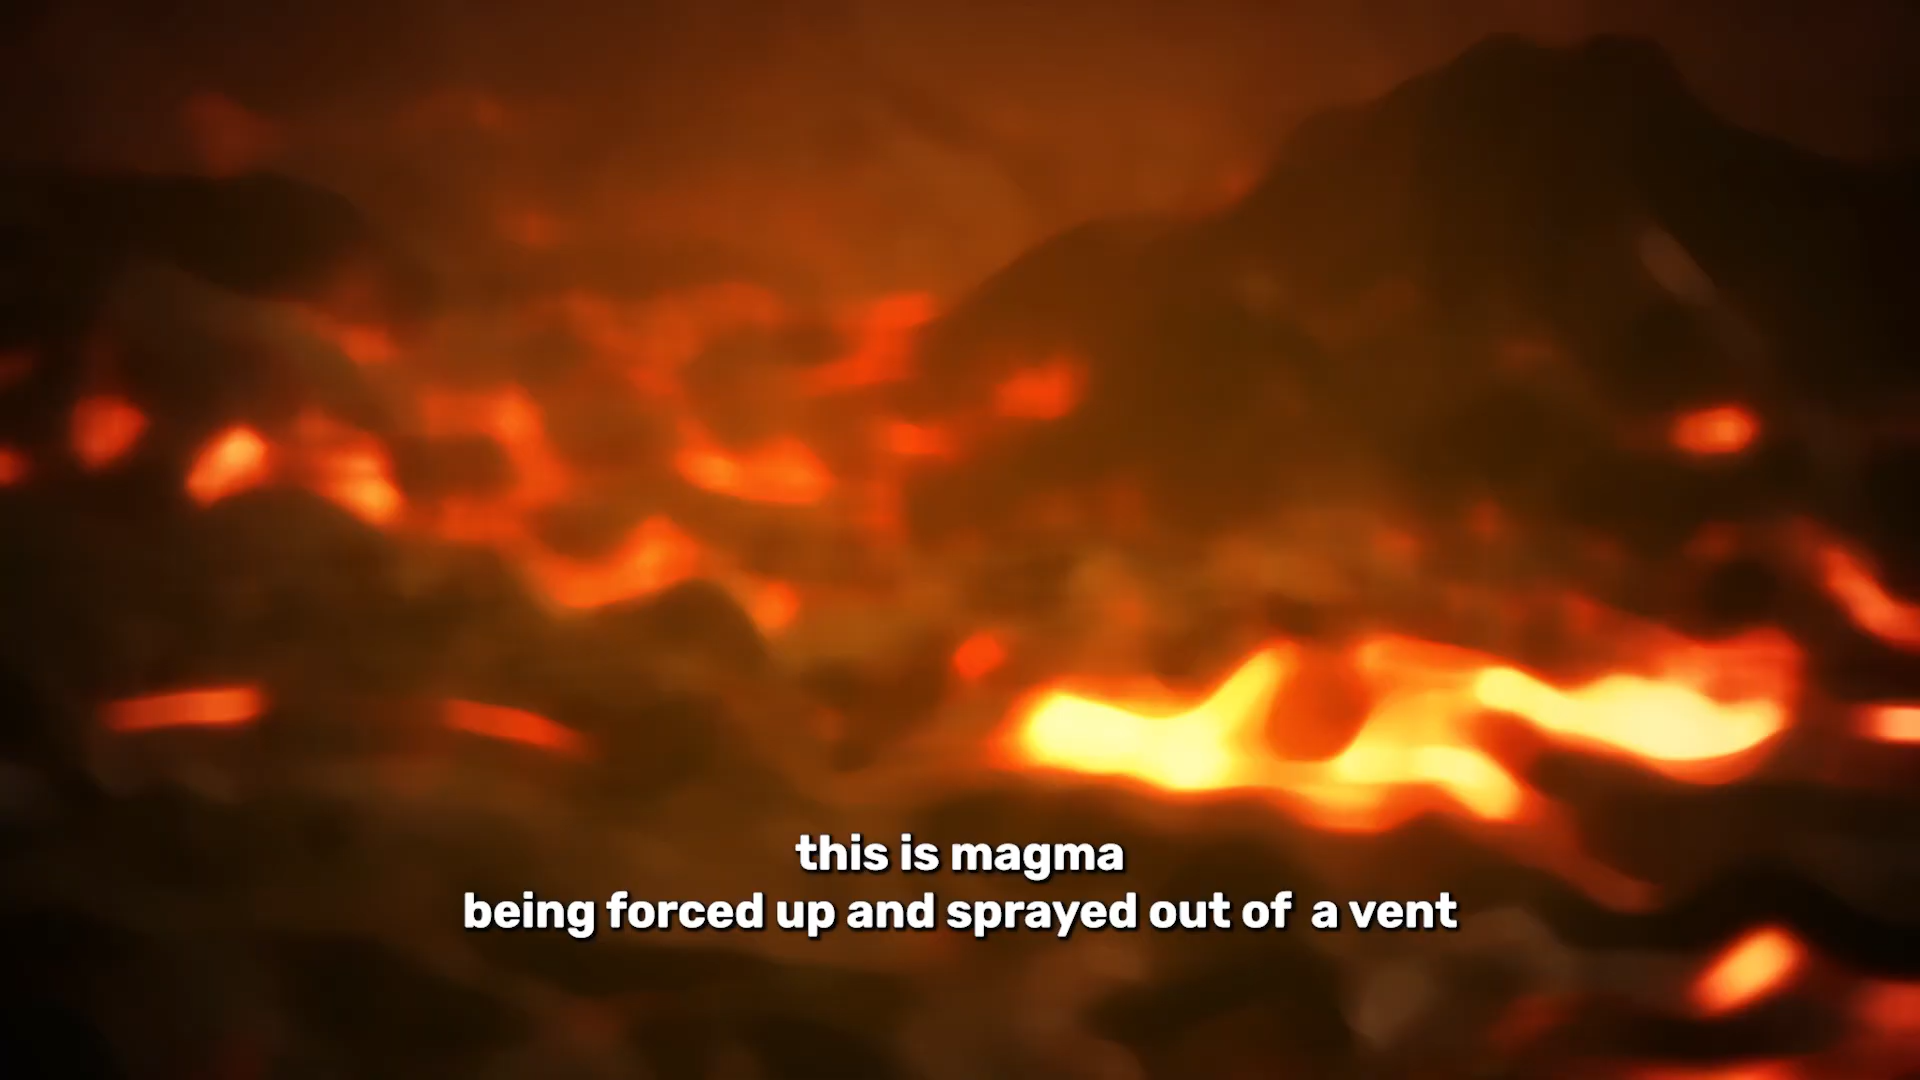 this is magma
being forced up and sprayed out of a vent